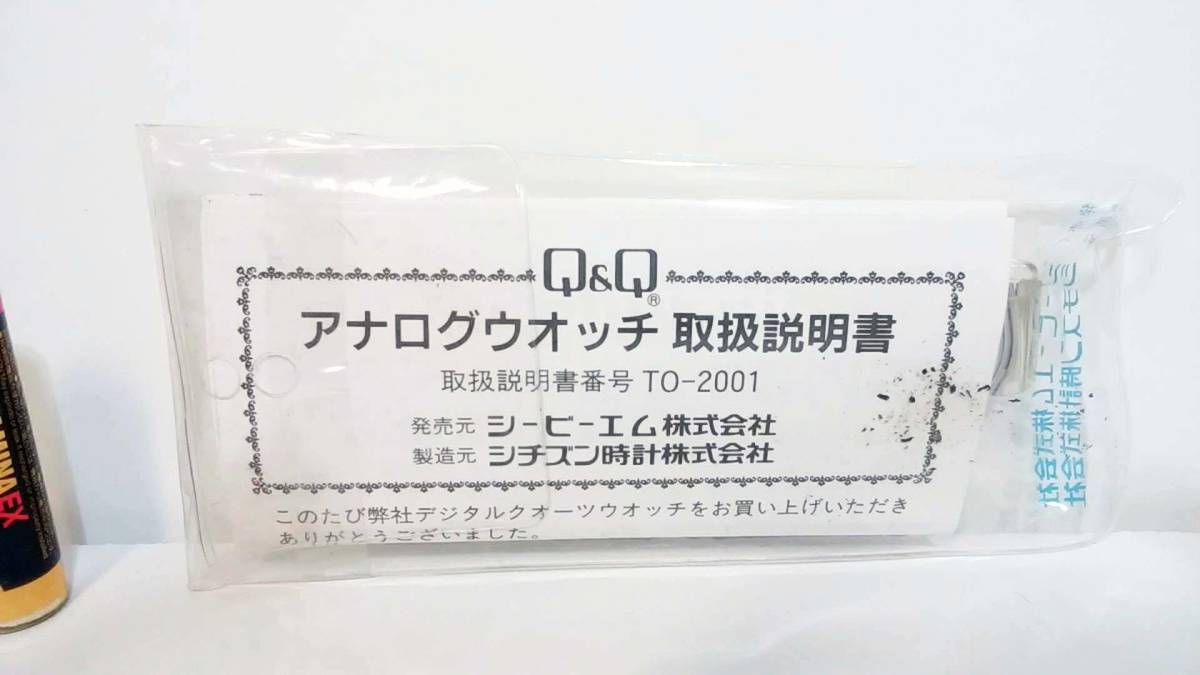 Q&Q®
アナログウオッチ 取扱説明書
取扱説明書番号 TO-2001
発売元 シービーエム株式会社
製造元 シチズン時計株式会社
このたび弊社デジタルクオーツウオッチをお買い上げいただき
ありがとうございました。
EX